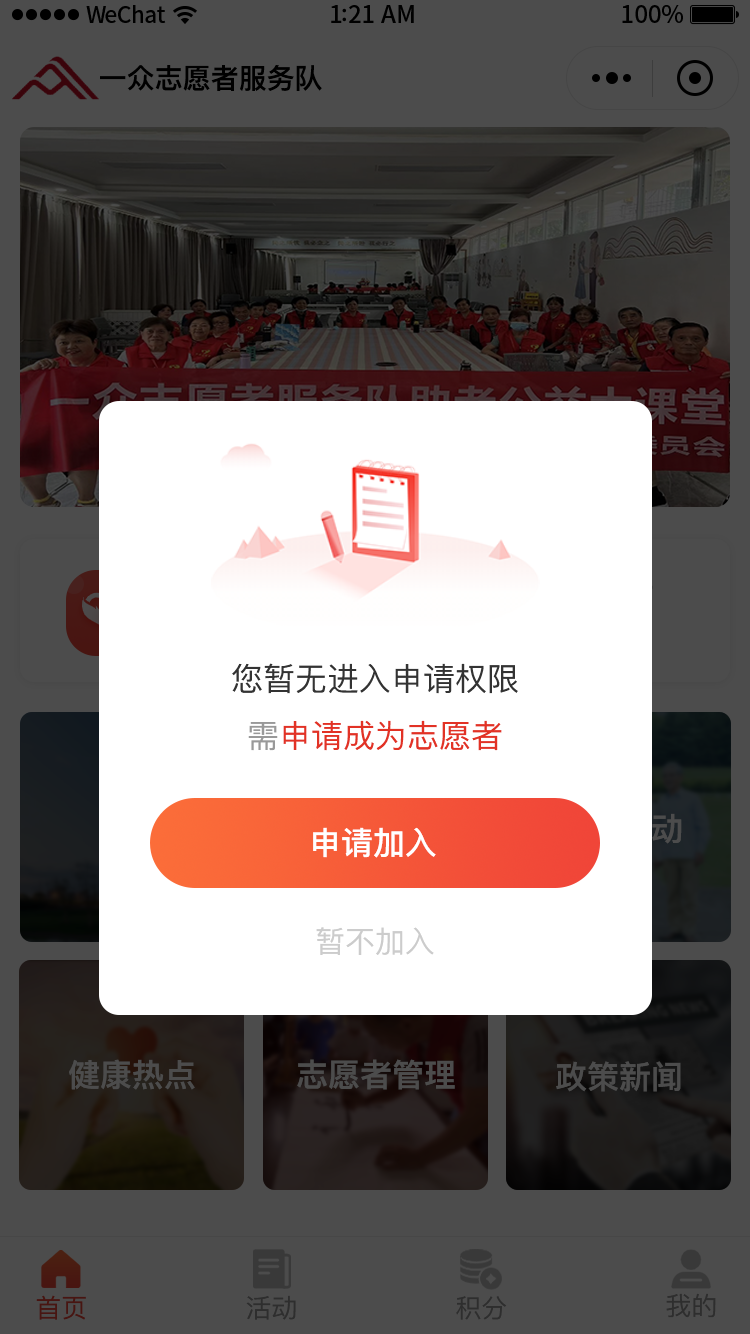 WeChat 1:21 AM 100%
一众志愿者服务队
一众志愿者服务队助老公益大课堂
委员会
您暂无进入申请权限
需申请成为志愿者
动
申请加入
暂不加入
健康热点 志愿者管理 政策新闻
首页 活动 积分 我的